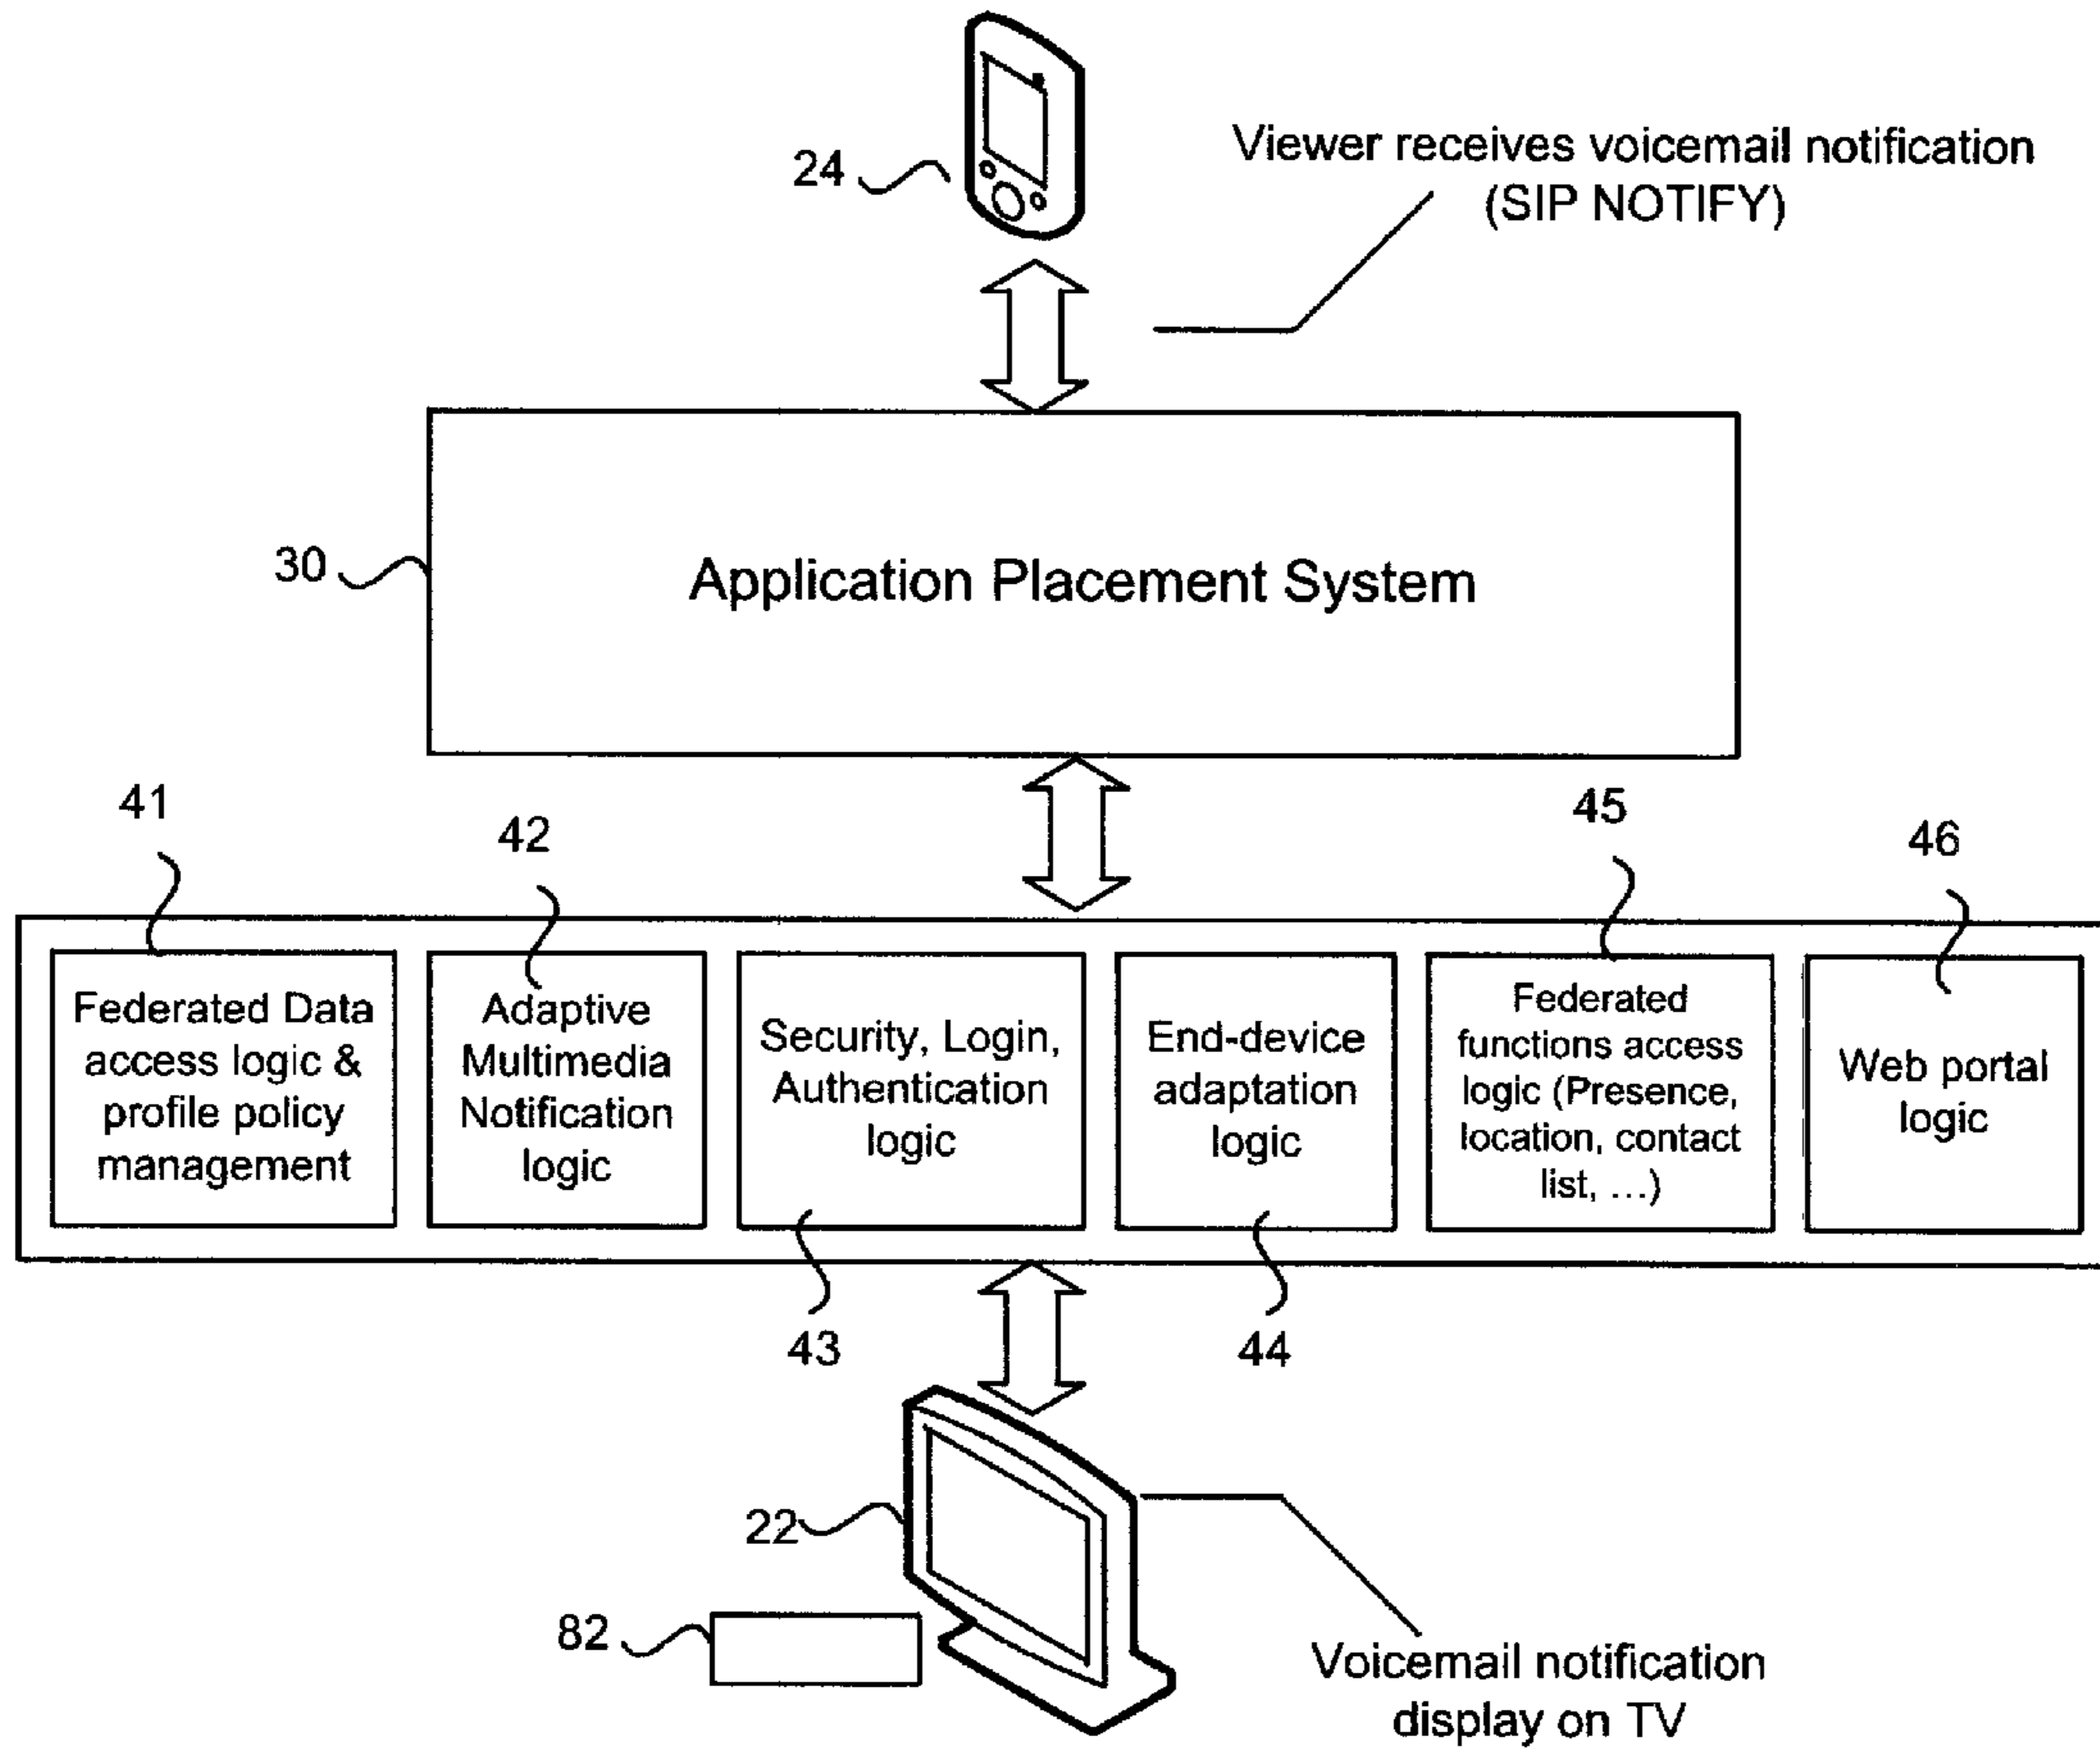 24
Viewer receives voicemail notification
(SIP NOTIFY)
30
Application Placement System
41
42
45
46
Federated Data
access logic &
profile policy
management
Adaptive
Multimedia
Notification
logic
Security, Login,
Authentication
logic
End-device
adaptation
logic
Federated
functions access
logic (Presence,
location, contact
list, ...)
Web portal
logic
43
44
22
82
Voicemail notification
display on TV